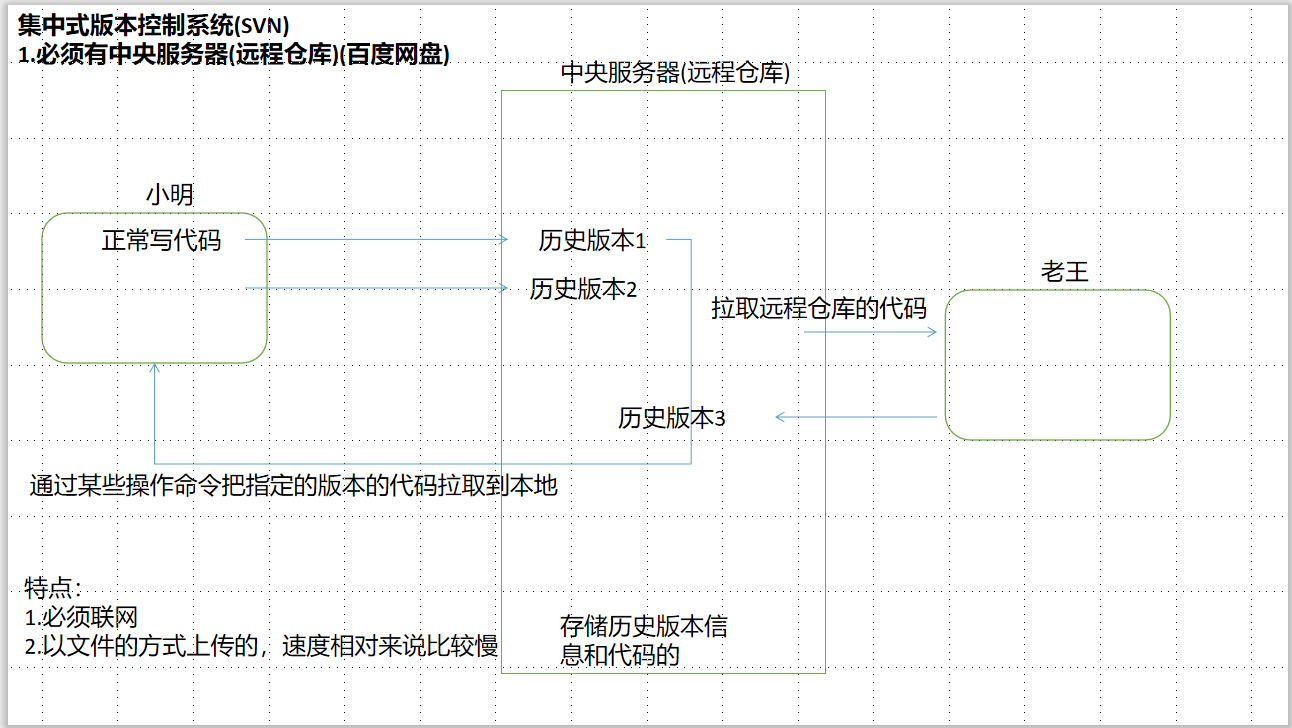 集中式版本控制系统(SVN)
1.必须有中央服务器(远程仓库)(百度网盘)
中央服务器(远程仓库)
小明
正常写代码
历史版本1
历史版本2
老王
拉取远程仓库的代码
历史版本3
通过某些操作命令把指定的版本的代码拉取到本地
特点：
1.必须联网
2.以文件的方式上传的，速度相对来说比较慢
存储历史版本信
息和代码的